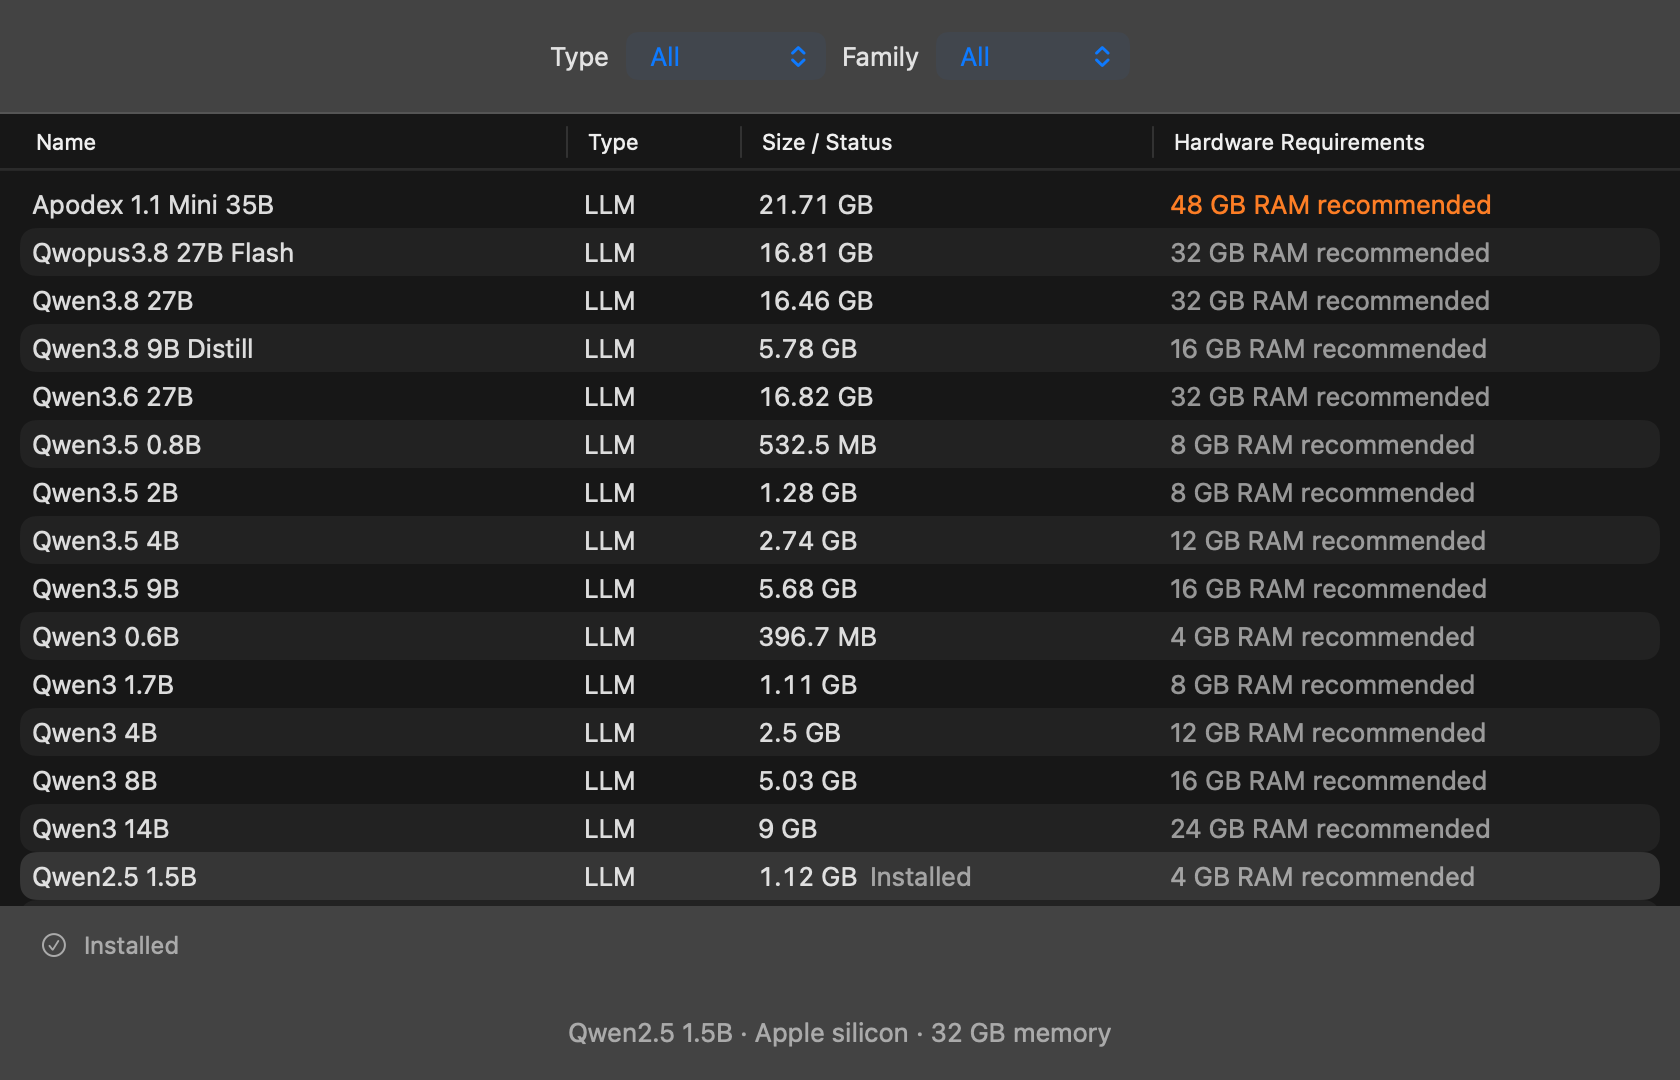 Type All Family All
Name Type Size / Status Hardware Requirements
Apodex 1.1 Mini 35B LLM 21.71 GB 48 GB RAM recommended
Qwopus3.8 27B Flash LLM 16.81 GB 32 GB RAM recommended
Qwen3.8 27B LLM 16.46 GB 32 GB RAM recommended
Qwen3.8 9B Distill LLM 5.78 GB 16 GB RAM recommended
Qwen3.6 27B LLM 16.82 GB 32 GB RAM recommended
Qwen3.5 0.8B LLM 532.5 MB 8 GB RAM recommended
Qwen3.5 2B LLM 1.28 GB 8 GB RAM recommended
Qwen3.5 4B LLM 2.74 GB 12 GB RAM recommended
Qwen3.5 9B LLM 5.68 GB 16 GB RAM recommended
Qwen3 0.6B LLM 396.7 MB 4 GB RAM recommended
Qwen3 1.7B LLM 1.11 GB 8 GB RAM recommended
Qwen3 4B LLM 2.5 GB 12 GB RAM recommended
Qwen3 8B LLM 5.03 GB 16 GB RAM recommended
Qwen3 14B LLM 9 GB 24 GB RAM recommended
Qwen2.5 1.5B LLM 1.12 GB Installed 4 GB RAM recommended
Installed
Qwen2.5 1.5B · Apple silicon · 32 GB memory